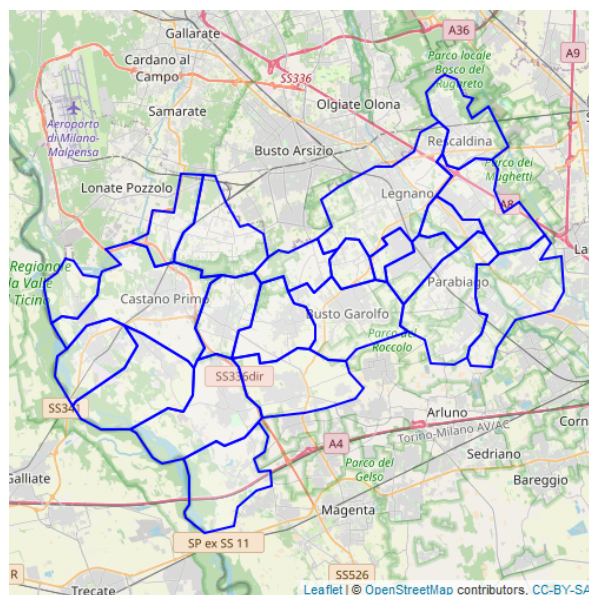 A36
Gallarate
A9
Cardano al
Campo
SS336
Parco locale
Bosco del
Rugareto
Olgiate Olona
Samarate
Aeroporto
di Milano-
Malpensa
Busto Arsizio
Rescaldina
Parco dei
Mughetti
Lonate Pozzolo
Legnano
A8
La
Regione
la Valle
l Ticino
Castano Primo
Parabiago
Busto Garolfo
Parco del
Roccolo
SS336dir
SS341
Arluno
Corn
A4
Torino-Milano AV/AC
Sedriano
Galliate
Parco del
Gelso
Bareggio
Magenta
SP ex SS 11
R
SS526
Trecate
Leaflet | © OpenStreetMap contributors, CC-BY-SA